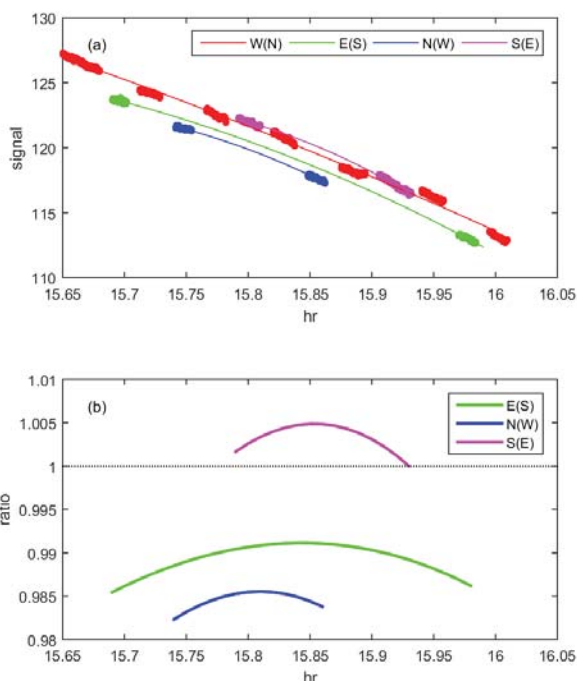 130
(a)
W(N) E(S) N(W) S(E)
125
signal
120
115
110
15.65 15.7 15.75 15.8 15.85 15.9 15.95 16 16.05
hr
1.01
(b)
E(S)
N(W)
S(E)
1.005
1
ratio
0.995
0.99
0.985
0.98
15.65 15.7 15.75 15.8 15.85 15.9 15.95 16 16.05
hr